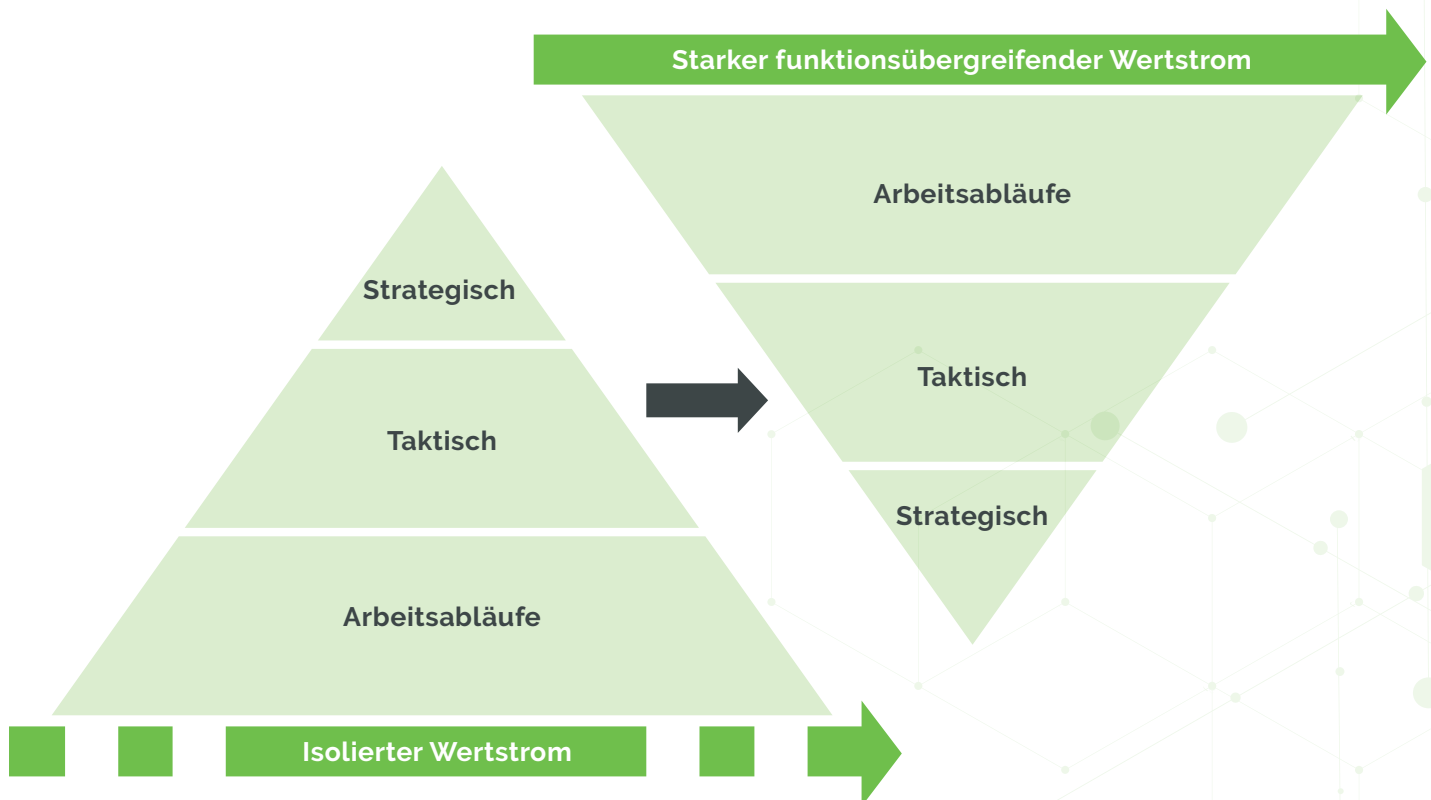 Starker funktionsübergreifender Wertstrom
Strategisch
Taktisch
Arbeitsabläufe
Isolierter Wertstrom
Arbeitsabläufe
Taktisch
Strategisch